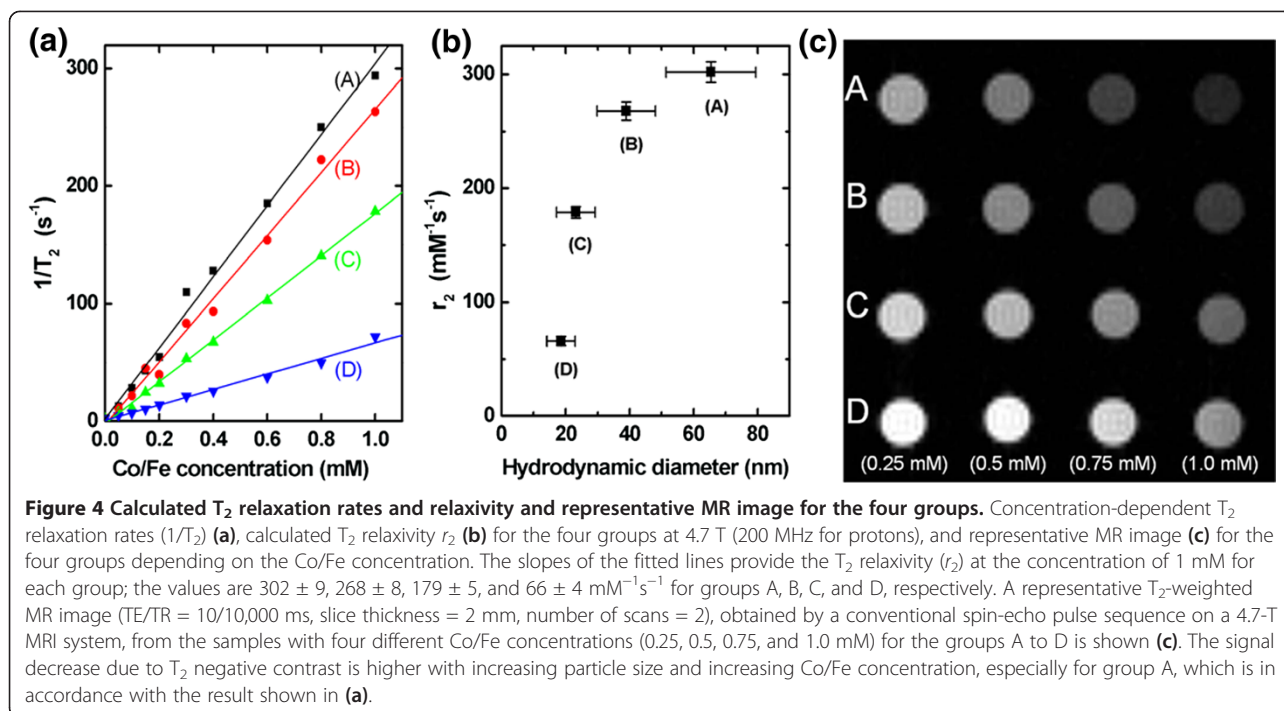 (a)
300
200
100
0
1/T₂ (s⁻¹)
(A)
(B)
(C)
(D)
0.0 0.2 0.4 0.6 0.8 1.0
Co/Fe concentration (mM)
(b)
300
200
100
0
r₂ (mM⁻¹s⁻¹)
(A)
(B)
(C)
(D)
0 20 40 60 80
Hydrodynamic diameter (nm)
(c)
A
B
C
D
(0.25 mM) (0.5 mM) (0.75 mM) (1.0 mM)
Figure 4 Calculated T₂ relaxation rates and relaxivity and representative MR image for the four groups. Concentration-dependent T₂
relaxation rates (1/T₂) (a), calculated T₂ relaxivity r₂ (b) for the four groups at 4.7 T (200 MHz for protons), and representative MR image (c) for the
four groups depending on the Co/Fe concentration. The slopes of the fitted lines provide the T₂ relaxivity (r₂) at the concentration of 1 mM for
each group; the values are 302 ± 9, 268 ± 8, 179 ± 5, and 66 ± 4 mM⁻¹s⁻¹ for groups A, B, C, and D, respectively. A representative T₂-weighted
MR image (TE/TR = 10/10,000 ms, slice thickness = 2 mm, number of scans = 2), obtained by a conventional spin-echo pulse sequence on a 4.7-T
MRI system, from the samples with four different Co/Fe concentrations (0.25, 0.5, 0.75, and 1.0 mM) for the groups A to D is shown (c). The signal
decrease due to T₂ negative contrast is higher with increasing particle size and increasing Co/Fe concentration, especially for group A, which is in
accordance with the result shown in (a).